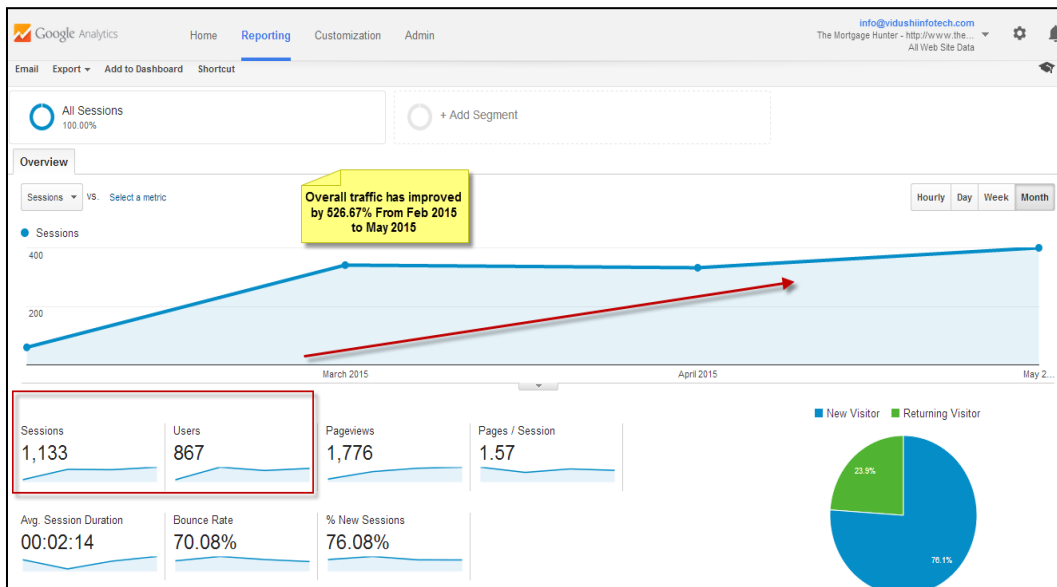 Google Analytics
Home Reporting Customization Admin
info@vidushiinfotech.com
The Mortgage Hunter - http://www.the...
All Web Site Data
Email Export Add to Dashboard Shortcut
All Sessions
100.00%
+ Add Segment
Overview
Sessions VS. Select a metric
Overall traffic has improved
by 526.67% From Feb 2015
to May 2015
Hourly Day Week Month
Sessions
400
200
March 2015 April 2015 May 2...
New Visitor Returning Visitor
Sessions Users Pageviews Pages / Session
1,133 867 1,776 1.57
23.9%
76.1%
Avg. Session Duration Bounce Rate % New Sessions
00:02:14 70.08% 76.08%